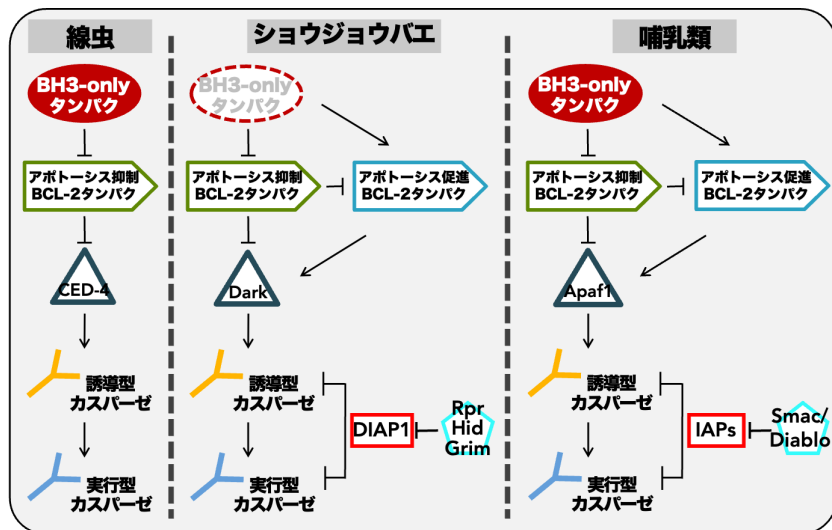 線虫
BH3-only
タンパク
アポトーシス抑制
BCL-2タンパク
CED-4
誘導型
カスパーゼ
実行型
カスパーゼ
ショウジョウバエ
BH3-only
タンパク
アポトーシス抑制
BCL-2タンパク
アポトーシス促進
BCL-2タンパク
Dark
誘導型
カスパーゼ
DIAP1
Rpr
Hid
Grim
実行型
カスパーゼ
哺乳類
BH3-only
タンパク
アポトーシス抑制
BCL-2タンパク
アポトーシス促進
BCL-2タンパク
Apaf1
誘導型
カスパーゼ
IAPs
Smac/
Diablo
実行型
カスパーゼ